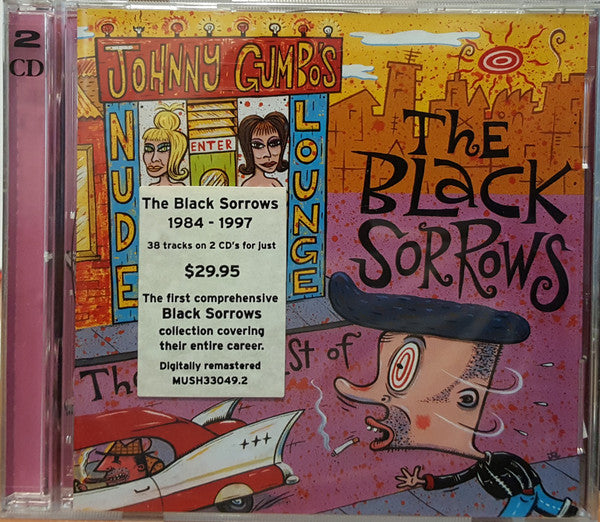 2
CD
JOHNNY GUMBO'S
NUDE
ENTER
LOUNGE
THE
BLACK
SORROWS
The Black Sorrows
1984 - 1997
38 tracks on 2 CD's for just
$29.95
The first comprehensive
Black Sorrows
collection covering
their entire career.
Digitally remastered
MUSH33049.2
The
St of